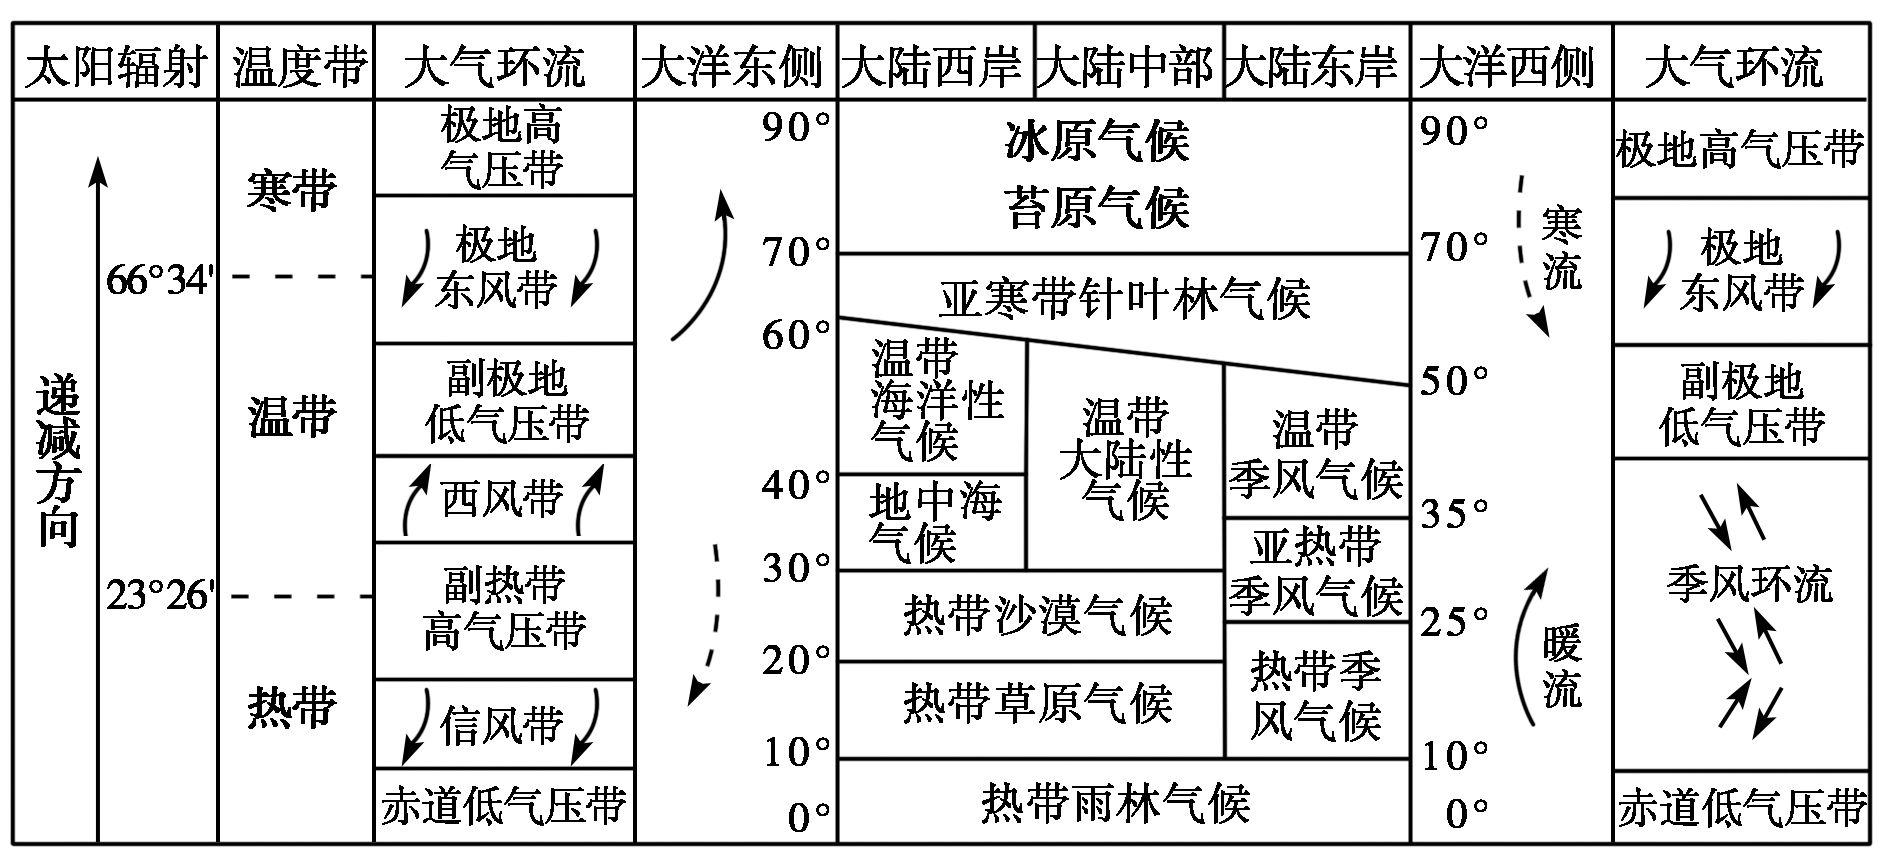 太阳辐射 温度带 大气环流 大洋东侧 大陆西岸 大陆中部 大陆东岸 大洋西侧 大气环流
递减方向
66°34'
23°26'
寒带
温带
热带
极地高
气压带
极地
东风带
副极地
低气压带
西风带
副热带
高气压带
信风带
赤道低气压带
90°
70°
60°
40°
30°
20°
10°
0°
冰原气候
苔原气候
亚寒带针叶林气候
温带
海洋性
气候
地中海
气候
温带
大陆性
气候
温带
季风气候
亚热带
季风气候
热带沙漠气候
热带草原气候
热带季
风气候
热带雨林气候
90°
70°
50°
35°
25°
10°
0°
寒流
暖流
极地高气压带
极地
东风带
副极地
低气压带
季风环流
赤道低气压带